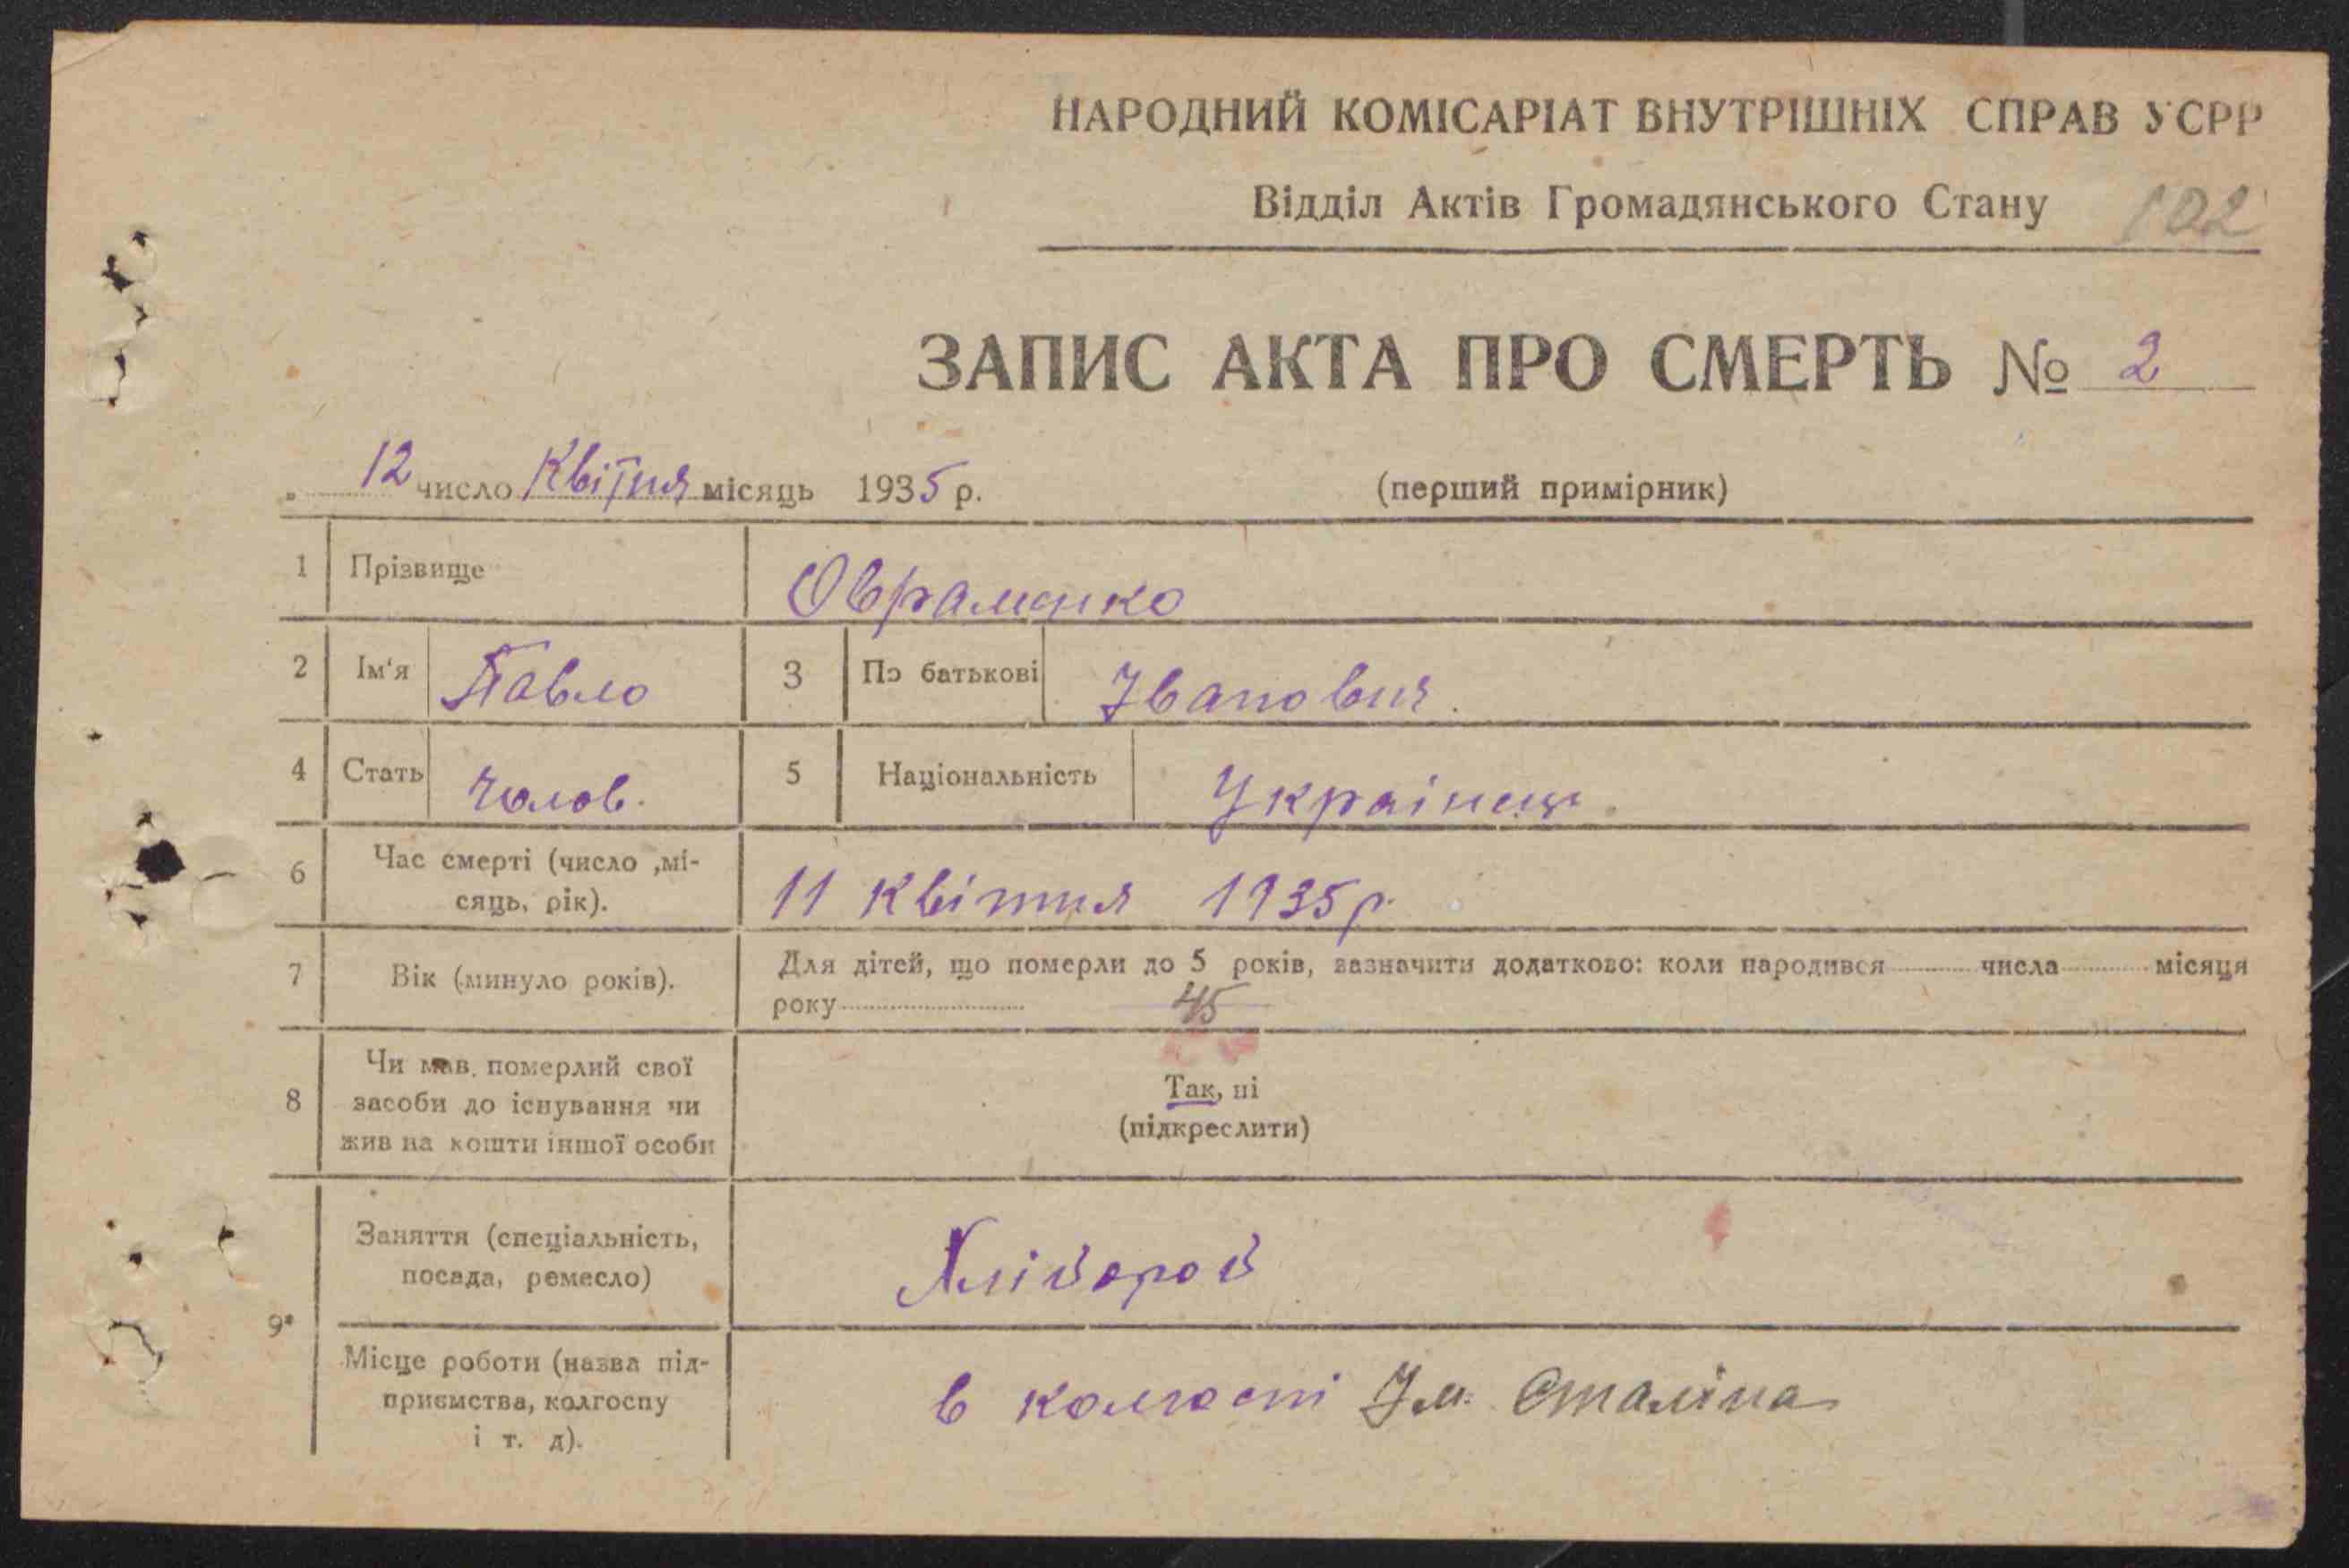 НАРОДНИЙ КОМІСАРІАТ ВНУТРІШНІХ СПРАВ УСРР
Відділ Актів Громадянського Стану 102
ЗАПИС АКТА ПРО СМЕРТЬ № 2
12 число Квітня місяць 1935 р. (перший примірник)
1 Прізвище Овраменко
2 Ім'я Павло 3 По батькові Іванович.
4 Стать Чолов. 5 Національність Українець.
6 Час смерті (число ,мі-
сяць, рік). 11 Квітня 1935 р.
7 Вік (минуло років). Для дітей, що померли до 5 років, зазначити додатково: коли народився числа місяця
року 45
8 Чи мав. померлий свої
засоби до існування чи
жив на кошти іншої особи
Так, ні
(підкреслити)
9*
Заняття (спеціальність,
посада, ремесло)
Хлібороб
Місце роботи (назва під-
приємства, колгоспу
і т. д).
в колгоспі Ім. Сталіна